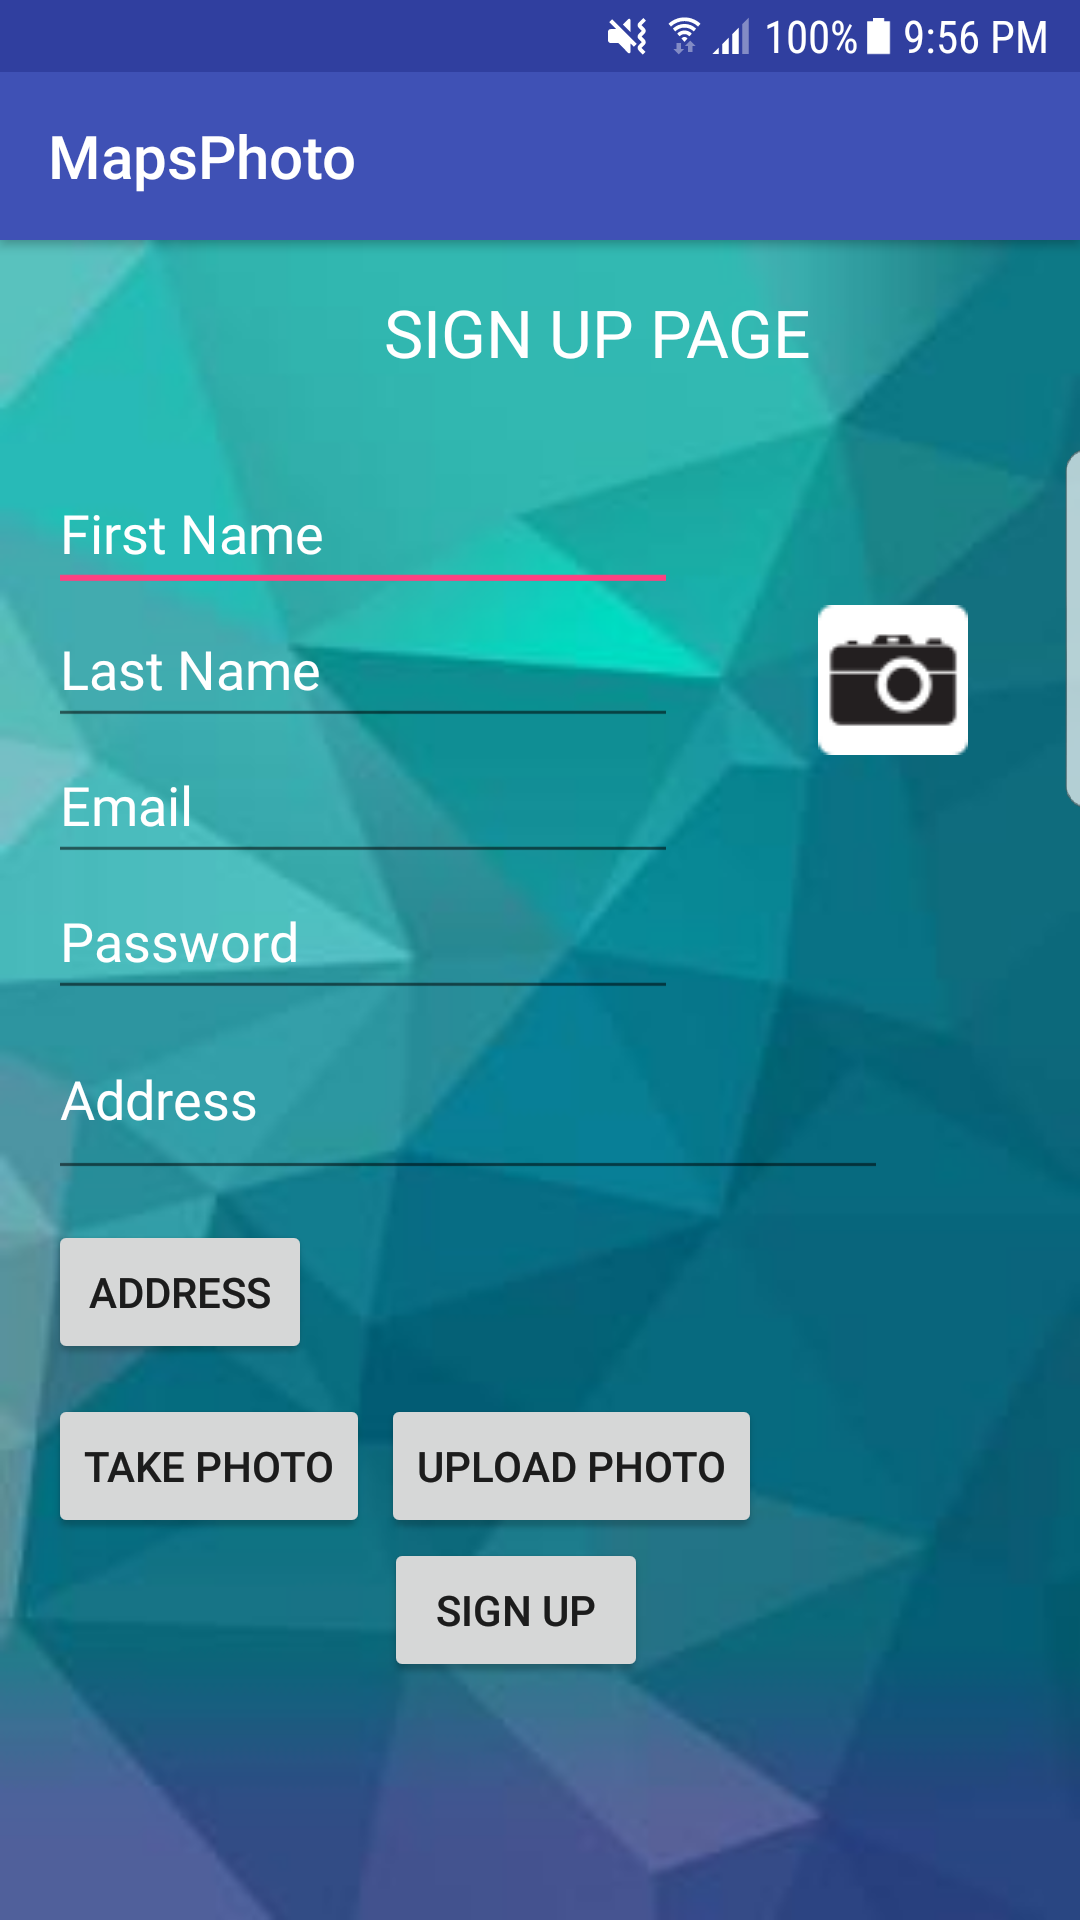 100% 9:56 PM
MapsPhoto
SIGN UP PAGE
First Name
Last Name
Email
Password
Address
ADDRESS
TAKE PHOTO UPLOAD PHOTO
SIGN UP